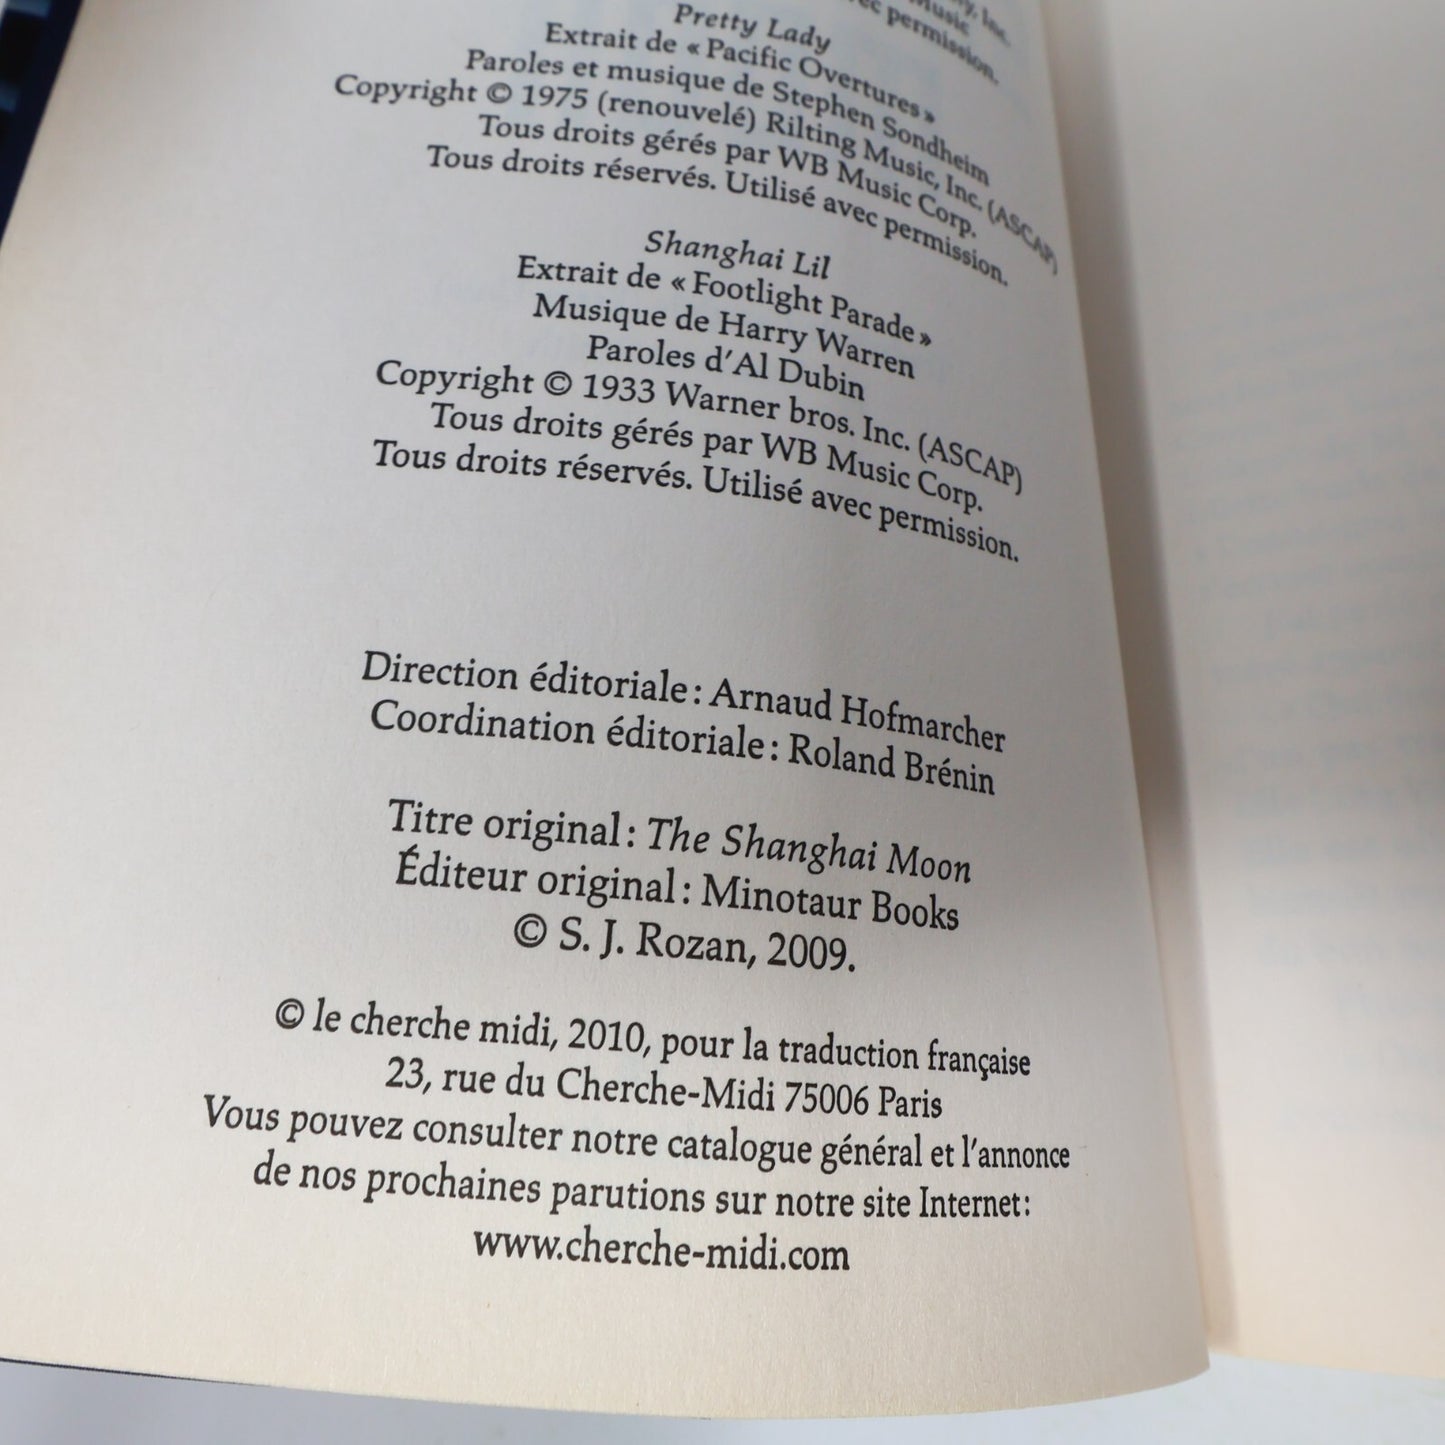 Inc.
Music
permission.
Pretty Lady
Extrait de « Pacific Overtures »
Paroles et musique de Stephen Sondheim
Copyright © 1975 (renouvelé) Rilting Music, Inc. (ASCAP)
Tous droits gérés par WB Music Corp.
Tous droits réservés. Utilisé avec permission.
Shanghai Lil
Extrait de « Footlight Parade »
Musique de Harry Warren
Paroles d'Al Dubin
Copyright © 1933 Warner bros. Inc. (ASCAP)
Tous droits gérés par WB Music Corp.
Tous droits réservés. Utilisé avec permission.
Direction éditoriale : Arnaud Hofmarcher
Coordination éditoriale : Roland Brénin
Titre original : The Shanghai Moon
Éditeur original : Minotaur Books
© S. J. Rozan, 2009.
© le cherche midi, 2010, pour la traduction française
23, rue du Cherche-Midi 75006 Paris
Vous pouvez consulter notre catalogue général et l'annonce
de nos prochaines parutions sur notre site Internet :
www.cherche-midi.com